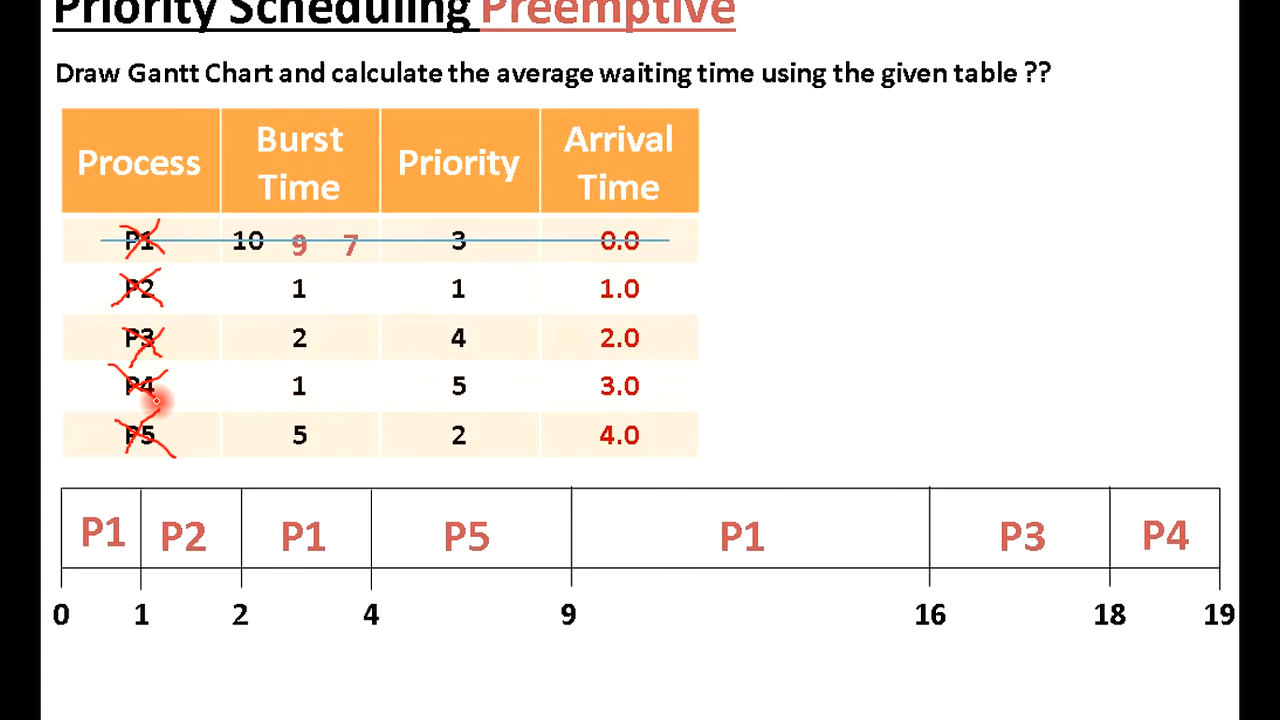 Priority Scheduling Preemptive
Draw Gantt Chart and calculate the average waiting time using the given table ??
Process Burst Time Priority Arrival Time
P1 10 9 7 3 0.0
P2 1 1 1.0
P3 2 4 2.0
P4 1 5 3.0
P5 5 2 4.0
P1 P2 P1 P5 P1 P3 P4
0 1 2 4 9 16 18 19